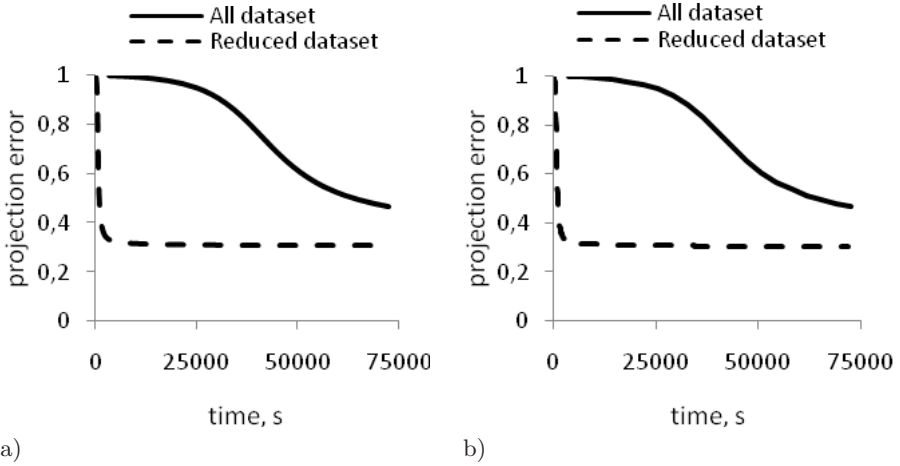 All dataset
Reduced dataset
projection error
1
0,8
0,6
0,4
0,2
0
0 25000 50000 75000
time, s
a)
All dataset
Reduced dataset
projection error
1
0,8
0,6
0,4
0,2
0
0 25000 50000 75000
time, s
b)